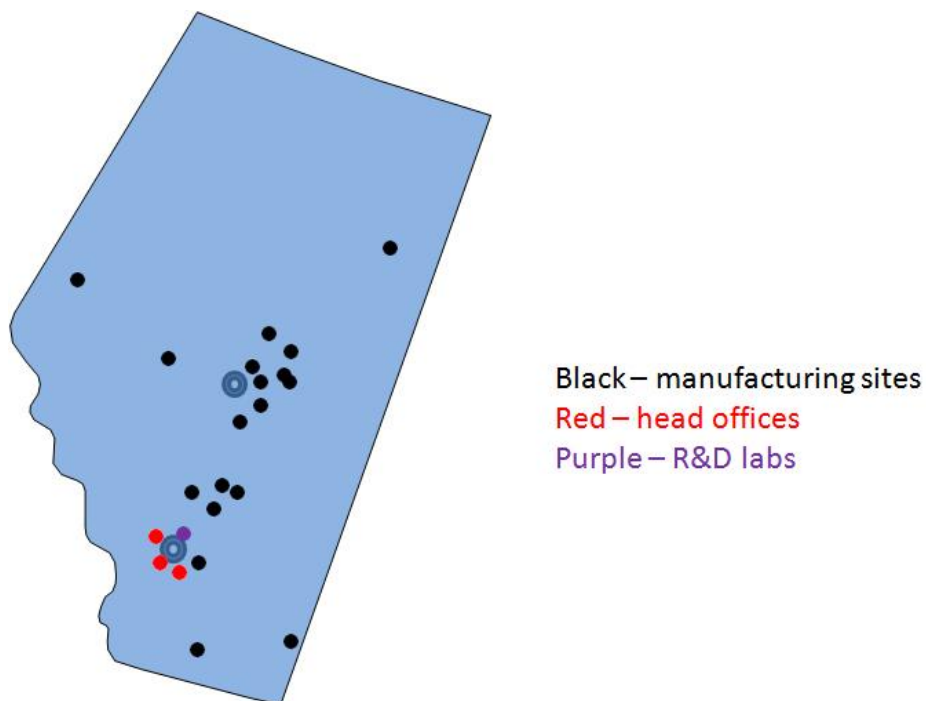 Black – manufacturing sites
Red – head offices
Purple – R&D labs